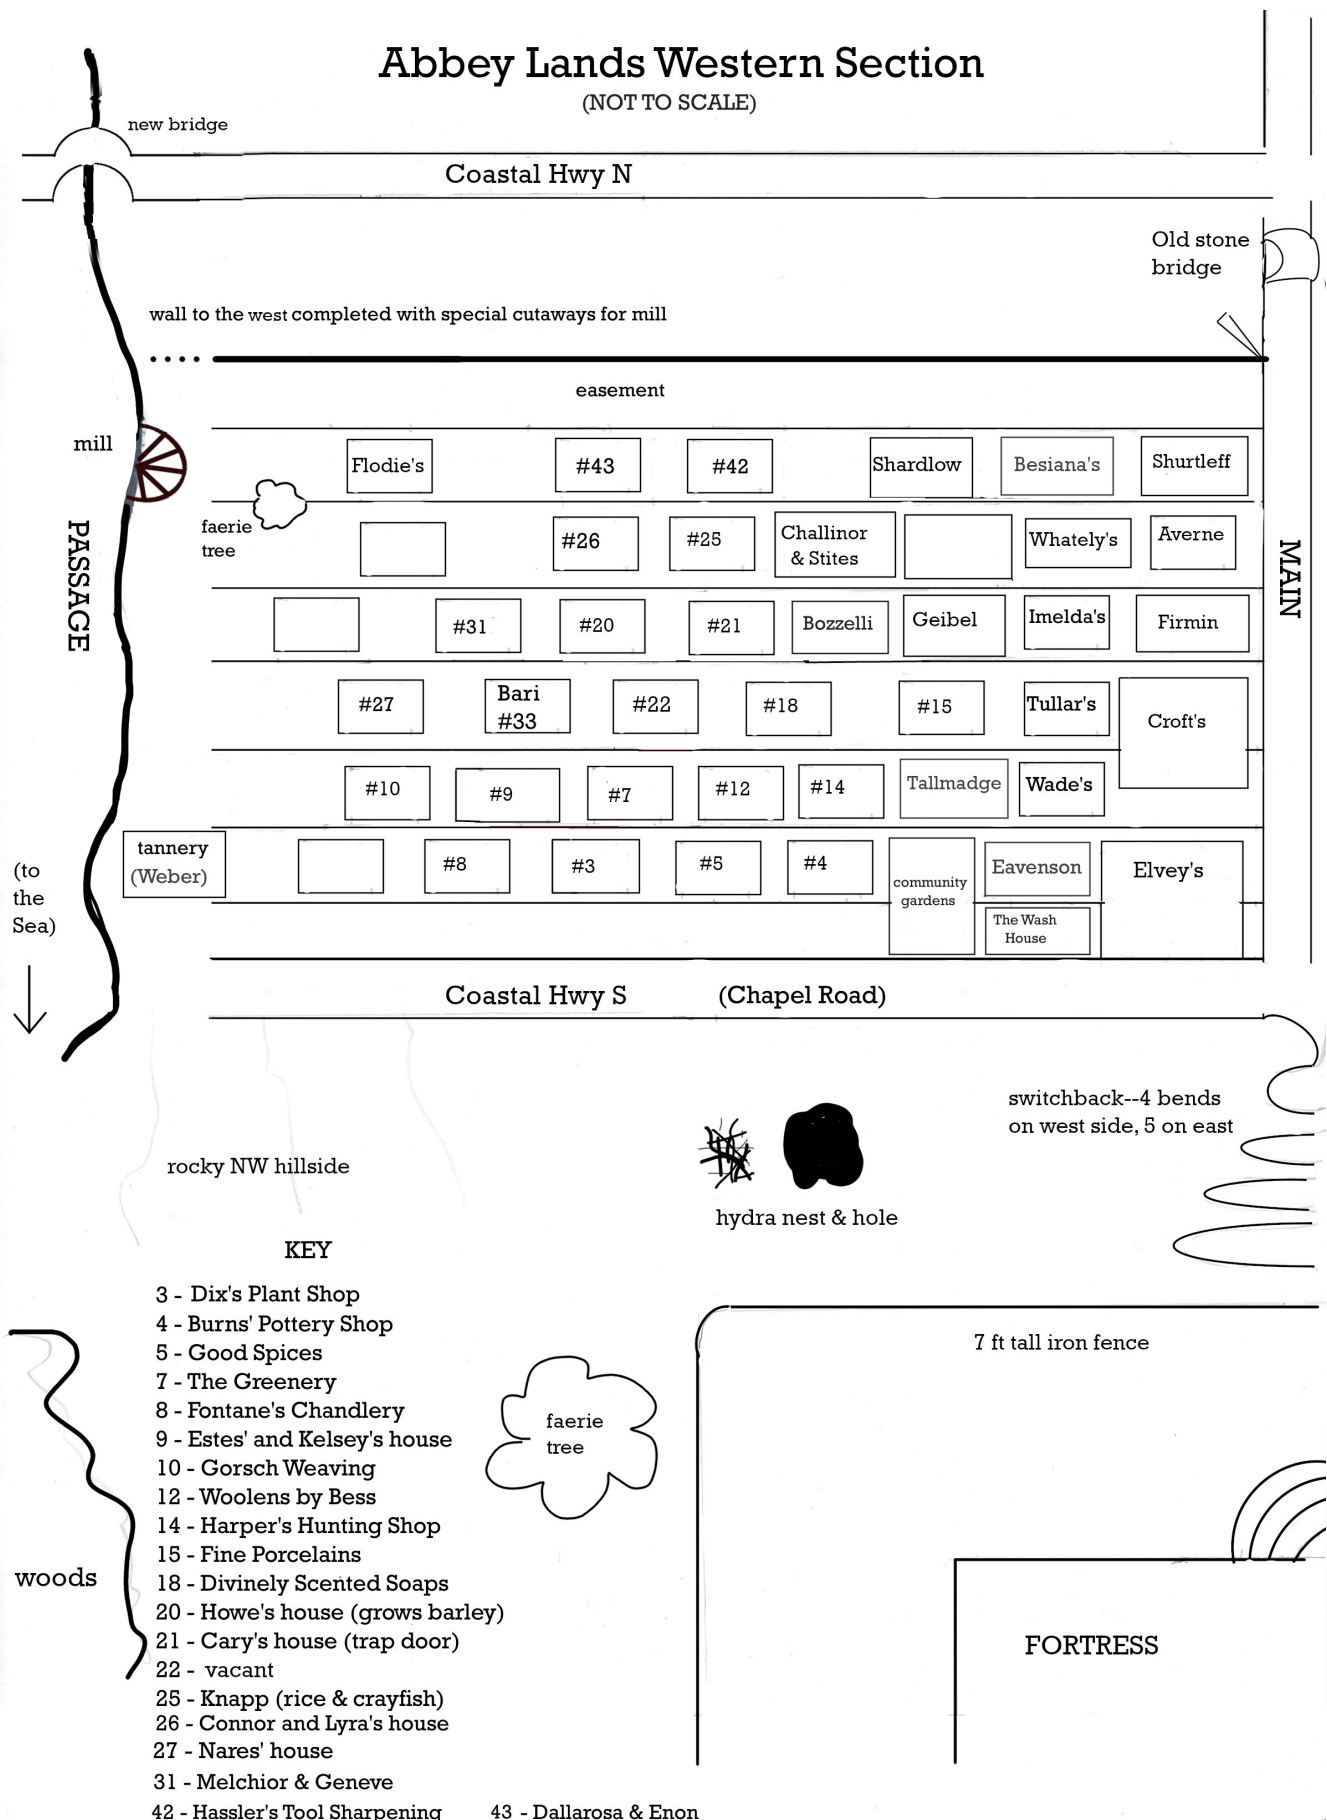 Abbey Lands Western Section
(NOT TO SCALE)
new bridge
Coastal Hwy N
Old stone
bridge
wall to the west completed with special cutaways for mill
easement
mill
Flodie's
#43
#42
Shardlow
Besiana's
Shurtleff
faerie
tree
#26
#25
Challinor
& Stites
Whately's
Averne
PASSAGE
MAIN
#31
#20
#21
Bozzelli
Geibel
Imelda's
Firmin
#27
Bari
#33
#22
#18
#15
Tullar's
Croft's
#10
#9
#7
#12
#14
Tallmadge
Wade's
tannery
(Weber)
#8
#3
#5
#4
community
gardens
Eavenson
Elvey's
The Wash
House
(to
the
Sea)
Coastal Hwy S (Chapel Road)
switchback--4 bends
on west side, 5 on east
rocky NW hillside
hydra nest & hole
KEY
3 - Dix's Plant Shop
4 - Burns' Pottery Shop
5 - Good Spices
7 - The Greenery
8 - Fontane's Chandlery
9 - Estes' and Kelsey's house
10 - Gorsch Weaving
12 - Woolens by Bess
14 - Harper's Hunting Shop
15 - Fine Porcelains
18 - Divinely Scented Soaps
20 - Howe's house (grows barley)
21 - Cary's house (trap door)
22 - vacant
25 - Knapp (rice & crayfish)
26 - Connor and Lyra's house
27 - Nares' house
31 - Melchior & Geneve
42 - Hassler's Tool Sharpening
43 - Dallarosa & Enon
7 ft tall iron fence
faerie
tree
woods
FORTRESS